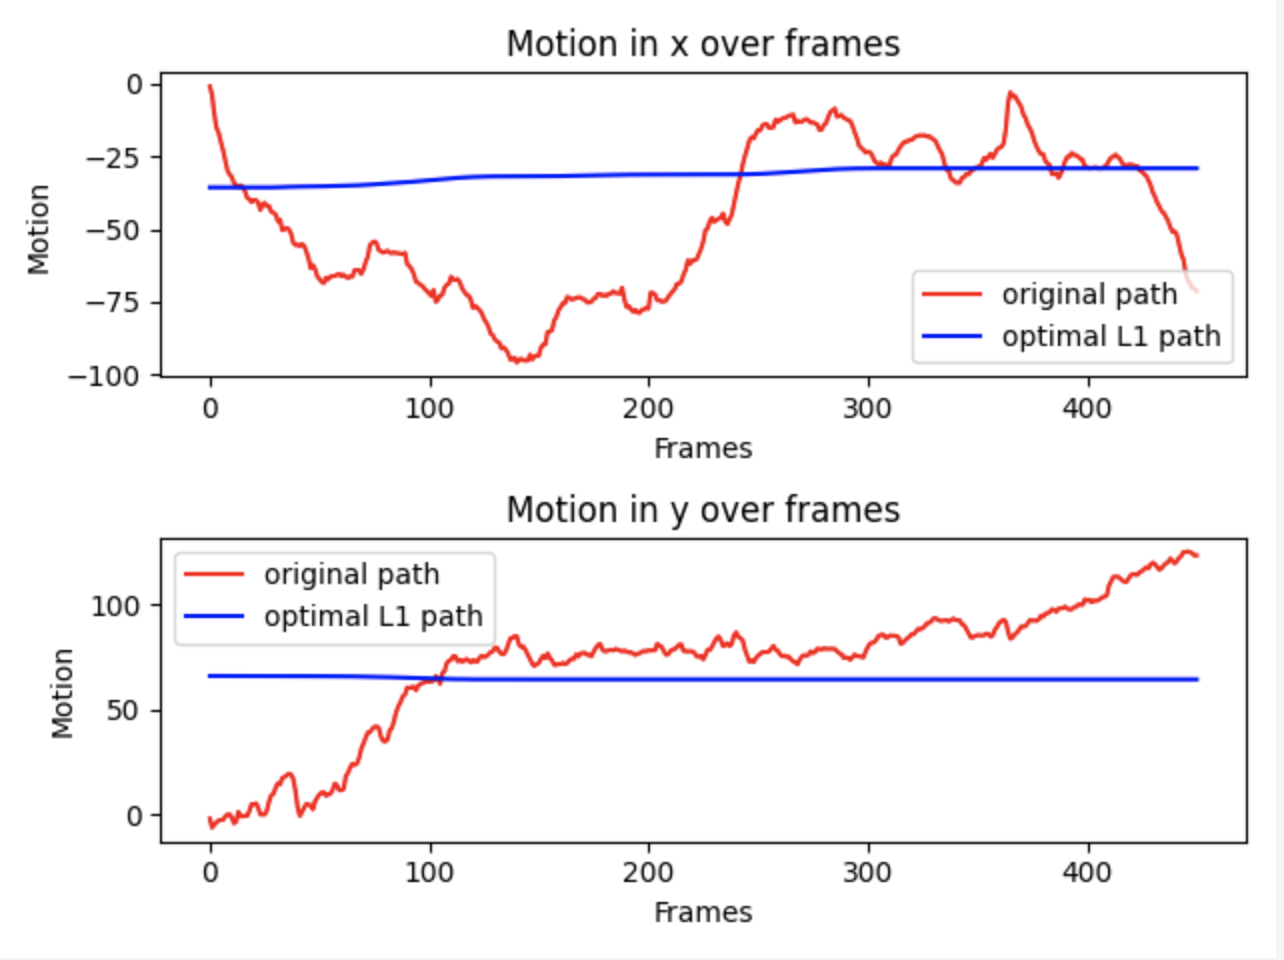 Motion in x over frames
0
−25
−50
−75
−100
Motion
original path
optimal L1 path
0 100 200 300 400
Frames
Motion in y over frames
original path
optimal L1 path
100
50
0
Motion
0 100 200 300 400
Frames